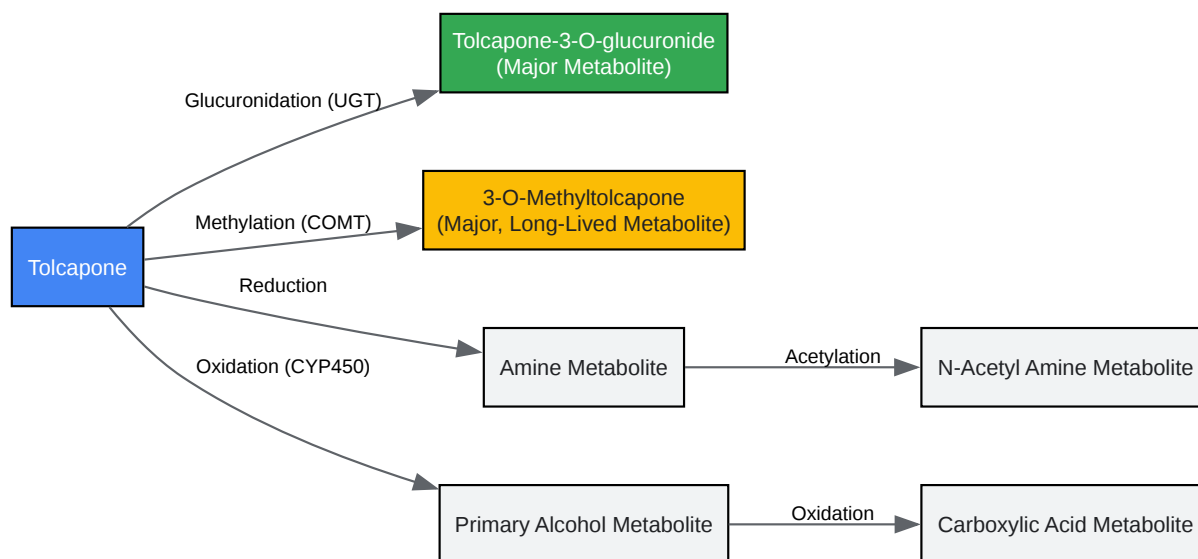 Tolcapone-3-O-glucuronide
(Major Metabolite)
Glucuronidation (UGT)
3-O-Methyltolcapone
(Major, Long-Lived Metabolite)
Methylation (COMT)
Tolcapone
Reduction
Amine Metabolite
Acetylation
N-Acetyl Amine Metabolite
Oxidation (CYP450)
Primary Alcohol Metabolite
Oxidation
Carboxylic Acid Metabolite